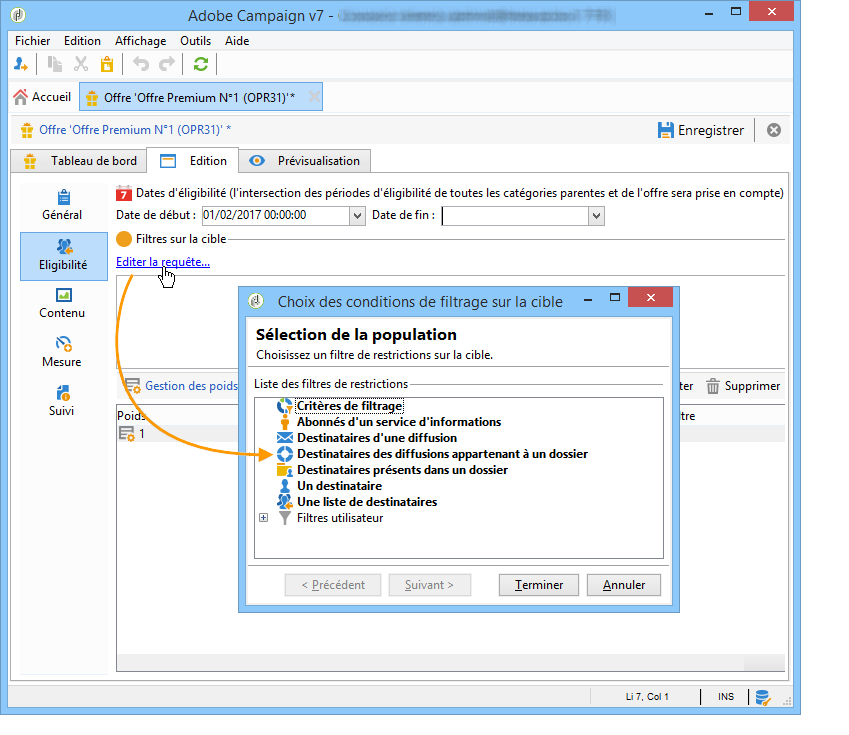 Adobe Campaign v7 -
Fichier Edition Affichage Outils Aide
Accueil Offre 'Offre Premium N°1 (OPR31)'*
Offre 'Offre Premium N°1 (OPR31)' * Enregistrer
Tableau de bord Edition Prévisualisation
7 Dates d'éligibilité (l'intersection des périodes d'éligibilité de toutes les catégories parentes et de l'offre sera prise en compte)
Général
Date de début : 01/02/2017 00:00:00 Date de fin :
Filtres sur la cible
Eligibilité
Editer la requête...
Contenu
Mesure
Suivi
Choix des conditions de filtrage sur la cible
Sélection de la population
Choisissez un filtre de restrictions sur la cible.
Liste des filtres de restrictions
Critères de filtrage
Abonnés d'un service d'informations
Destinataires d'une diffusion
Destinataires des diffusions appartenant à un dossier
Destinataires présents dans un dossier
Un destinataire
Une liste de destinataires
Filtres utilisateur
< Précédent Suivant > Terminer Annuler
Gestion des poids ter Supprimer
Poids tre
1
Li 7, Col 1 INS